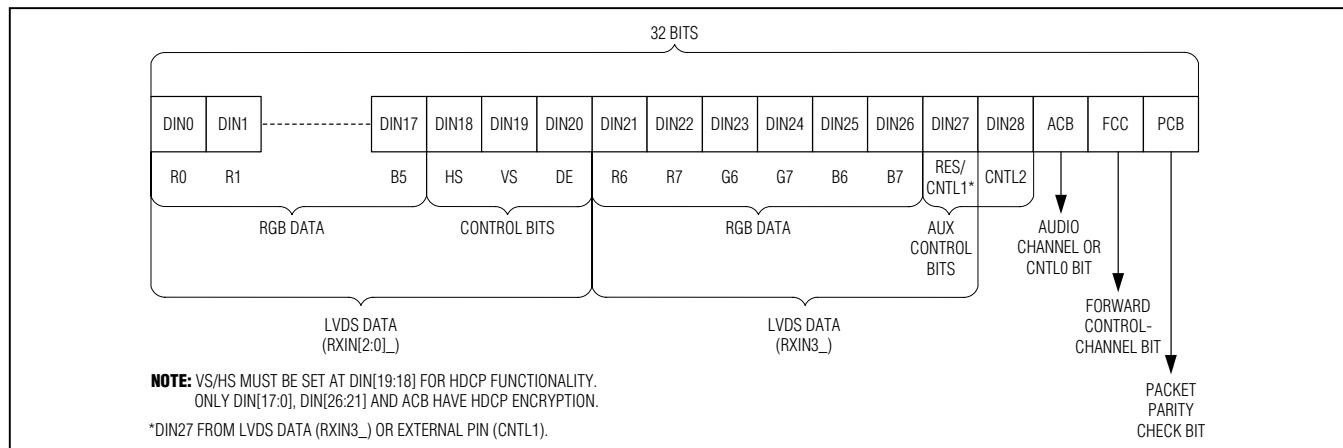 32 BITS
DIN0 DIN1 DIN17 DIN18 DIN19 DIN20 DIN21 DIN22 DIN23 DIN24 DIN25 DIN26 DIN27 DIN28 ACB FCC PCB
R0 R1 B5 HS VS DE R6 R7 G6 G7 B6 B7 RES/ CNTL1* CNTL2
RGB DATA
CONTROL BITS
RGB DATA
AUX
CONTROL
BITS
AUDIO
CHANNEL OR
CNTL0 BIT
LVDS DATA
(RXIN[2:0]_)
LVDS DATA
(RXIN3_)
FORWARD
CONTROL-
CHANNEL BIT
PACKET
PARITY
CHECK BIT
NOTE: VS/HS MUST BE SET AT DIN[19:18] FOR HDCP FUNCTIONALITY.
ONLY DIN[17:0], DIN[26:21] AND ACB HAVE HDCP ENCRYPTION.
*DIN27 FROM LVDS DATA (RXIN3_) OR EXTERNAL PIN (CNTL1).